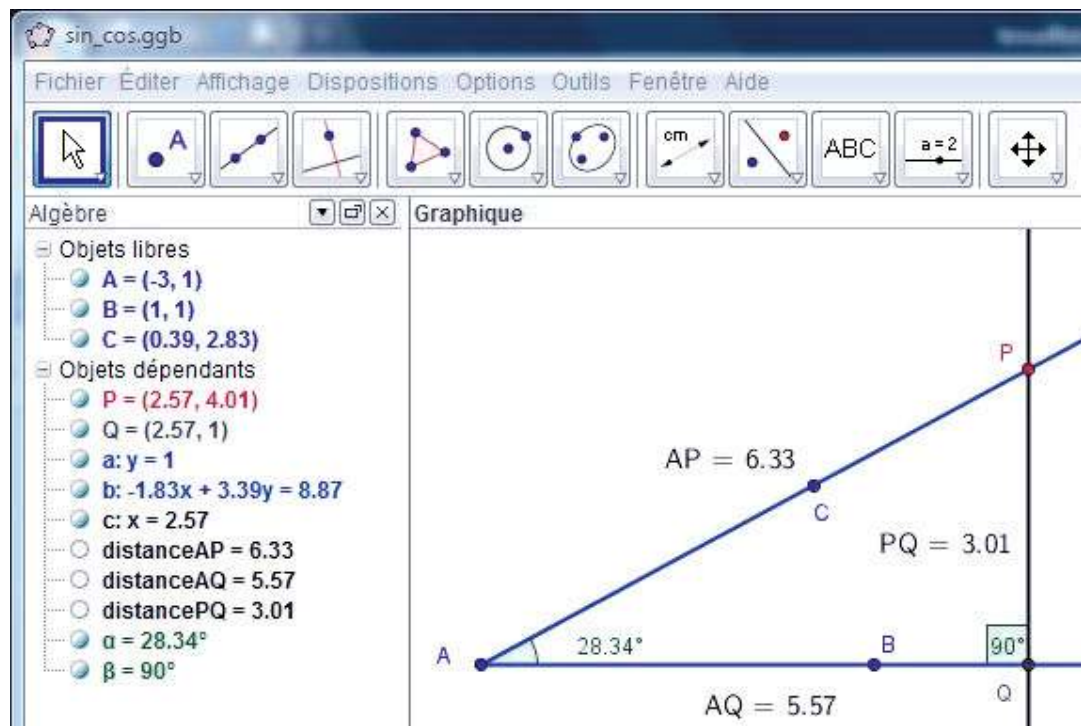 sin_cos.ggb
Fichier Éditer Affichage Dispositions Options Outils Fenêtre Aide
A
cm
ABC
a = 2
Algèbre
Graphique
Objets libres
A = (-3, 1)
B = (1, 1)
C = (0.39, 2.83)
Objets dépendants
P = (2.57, 4.01)
Q = (2.57, 1)
a: y = 1
b: -1.83x + 3.39y = 8.87
c: x = 2.57
distanceAP = 6.33
distanceAQ = 5.57
distancePQ = 3.01
α = 28.34°
β = 90°
P
AP = 6.33
C
PQ = 3.01
A
28.34°
B
90°
Q
AQ = 5.57